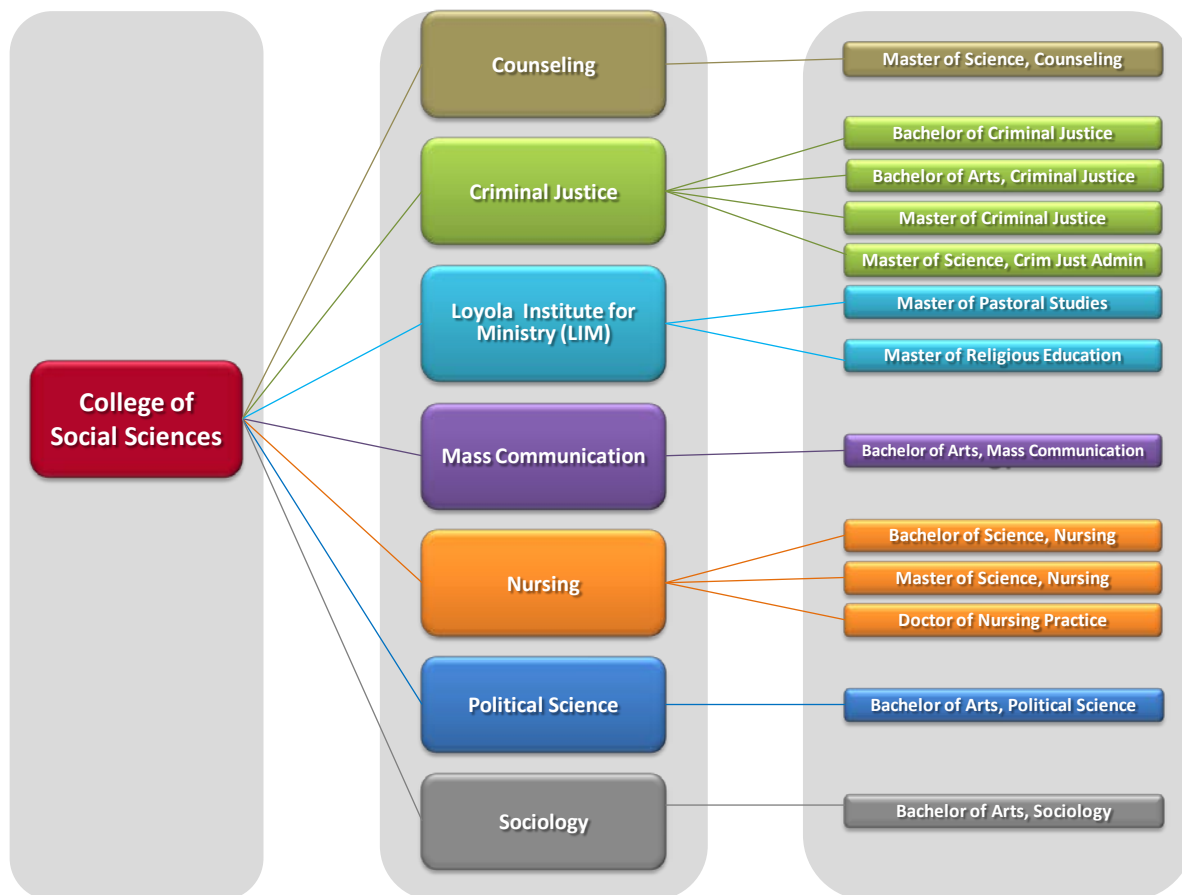 College of
Social Sciences
Counseling
Master of Science, Counseling
Criminal Justice
Bachelor of Criminal Justice
Bachelor of Arts, Criminal Justice
Master of Criminal Justice
Master of Science, Crim Just Admin
Loyola Institute for
Ministry (LIM)
Master of Pastoral Studies
Master of Religious Education
Mass Communication
Bachelor of Arts, Mass Communication
Nursing
Bachelor of Science, Nursing
Master of Science, Nursing
Doctor of Nursing Practice
Political Science
Bachelor of Arts, Political Science
Sociology
Bachelor of Arts, Sociology